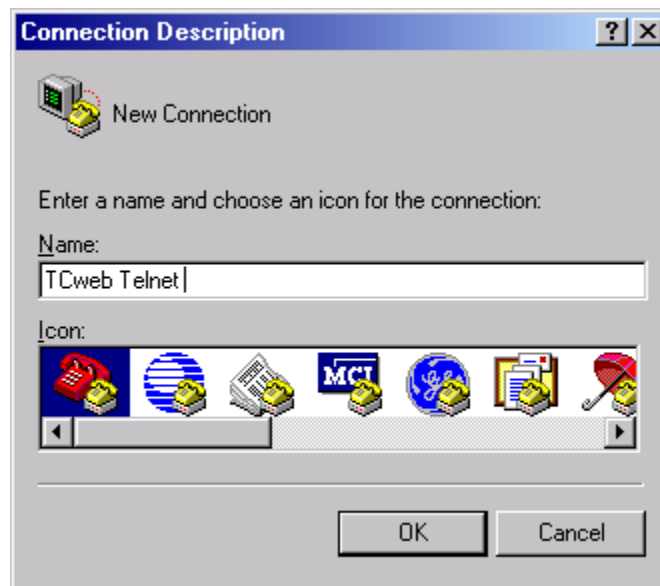 Connection Description
New Connection
Enter a name and choose an icon for the connection:
Name:
TCweb Telnet
Icon:
MCI
OK
Cancel